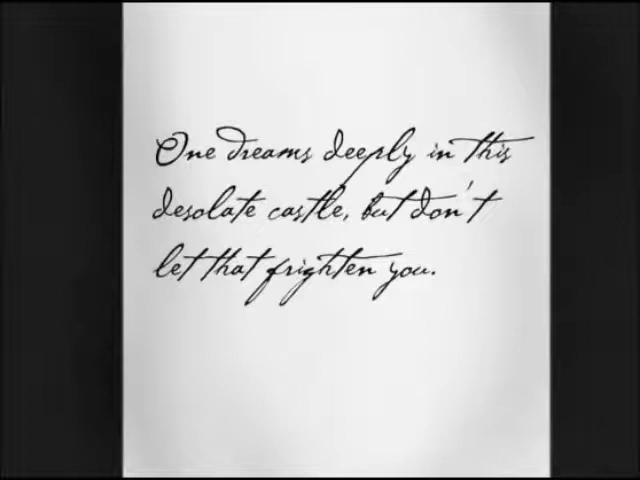 One dreams deeply in this
desolate castle, but don't
let that frighten you.